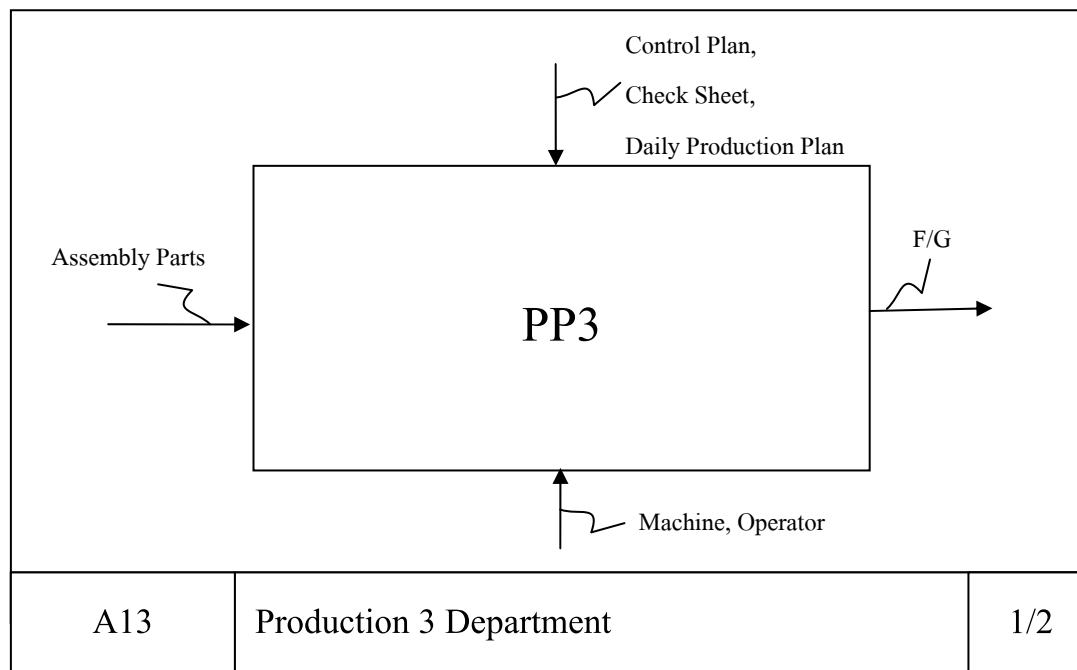 Control Plan,
Check Sheet,
Daily Production Plan
F/G
Assembly Parts
PP3
Machine, Operator
A13
Production 3 Department
1/2